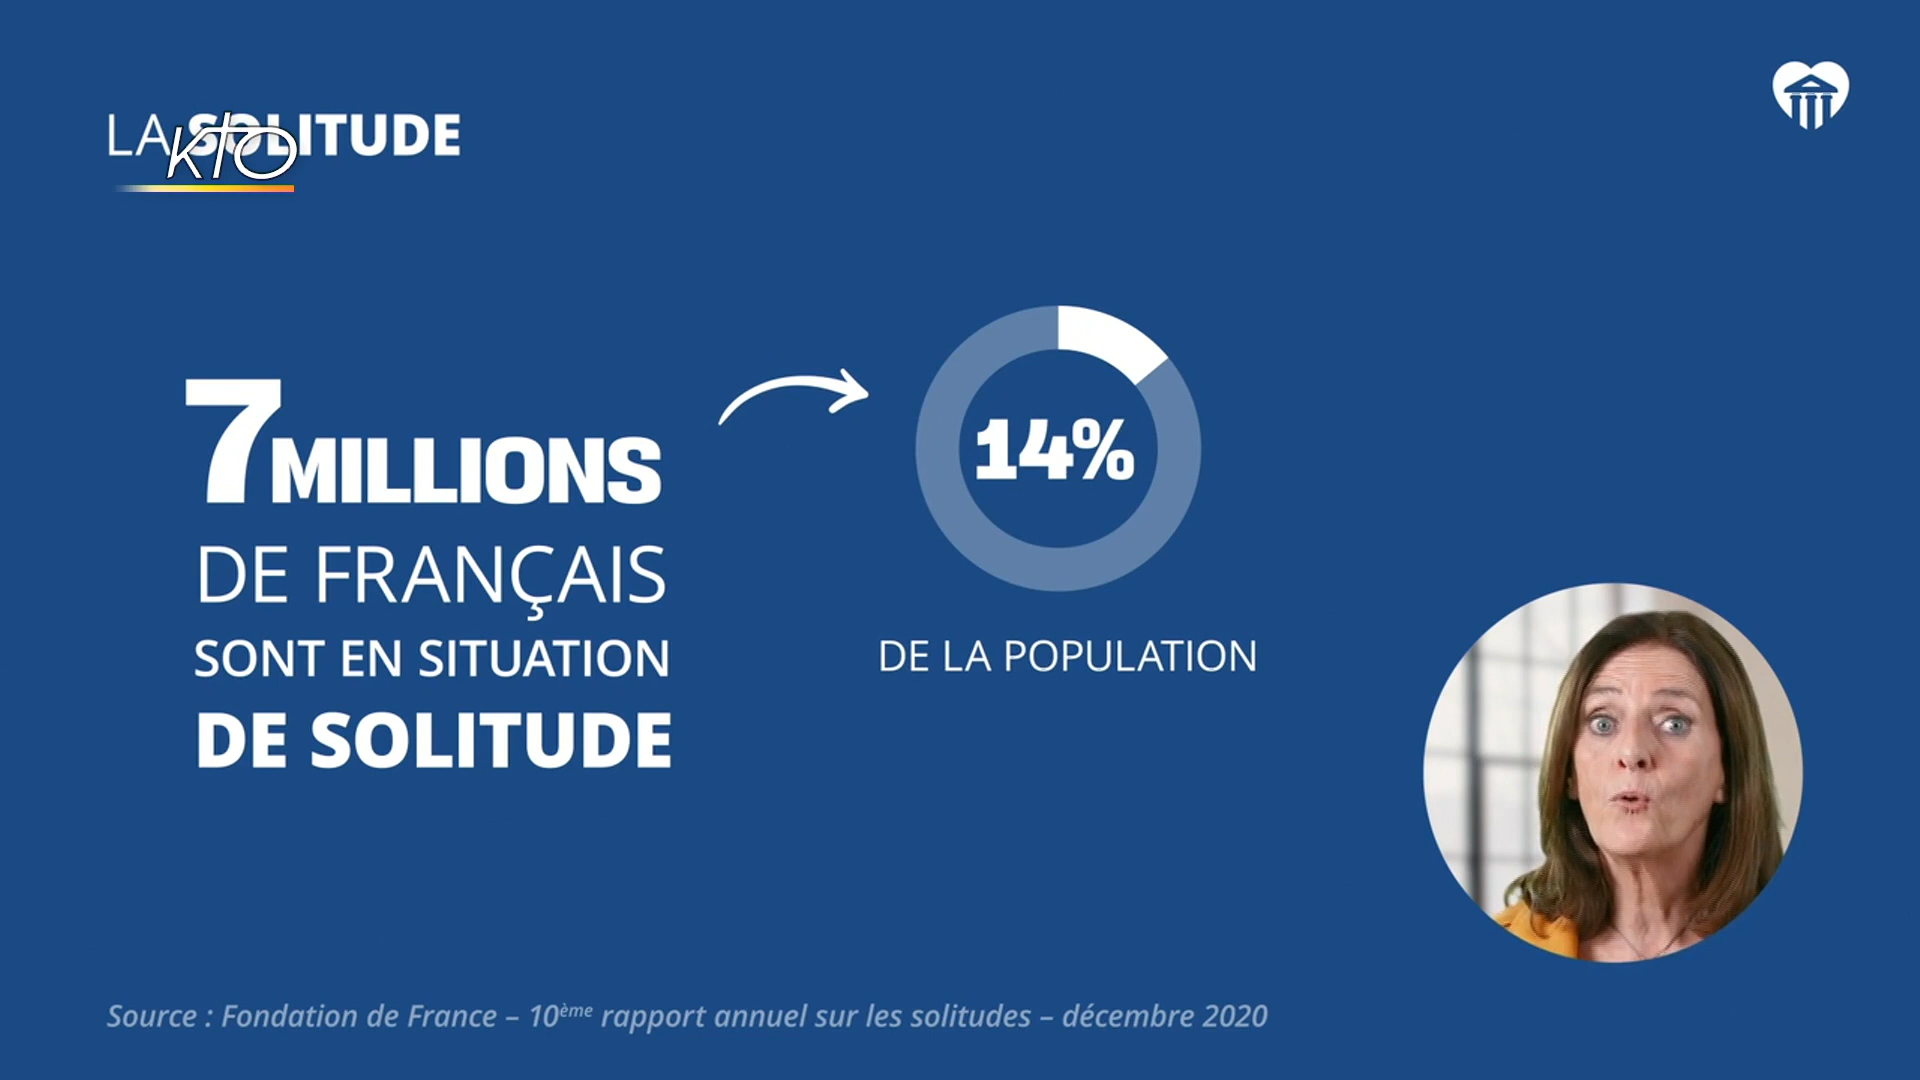 LA SOLITUDE
KTO
7 MILLIONS
DE FRANÇAIS
SONT EN SITUATION
DE SOLITUDE
14%
DE LA POPULATION
Source : Fondation de France – 10ème rapport annuel sur les solitudes – décembre 2020